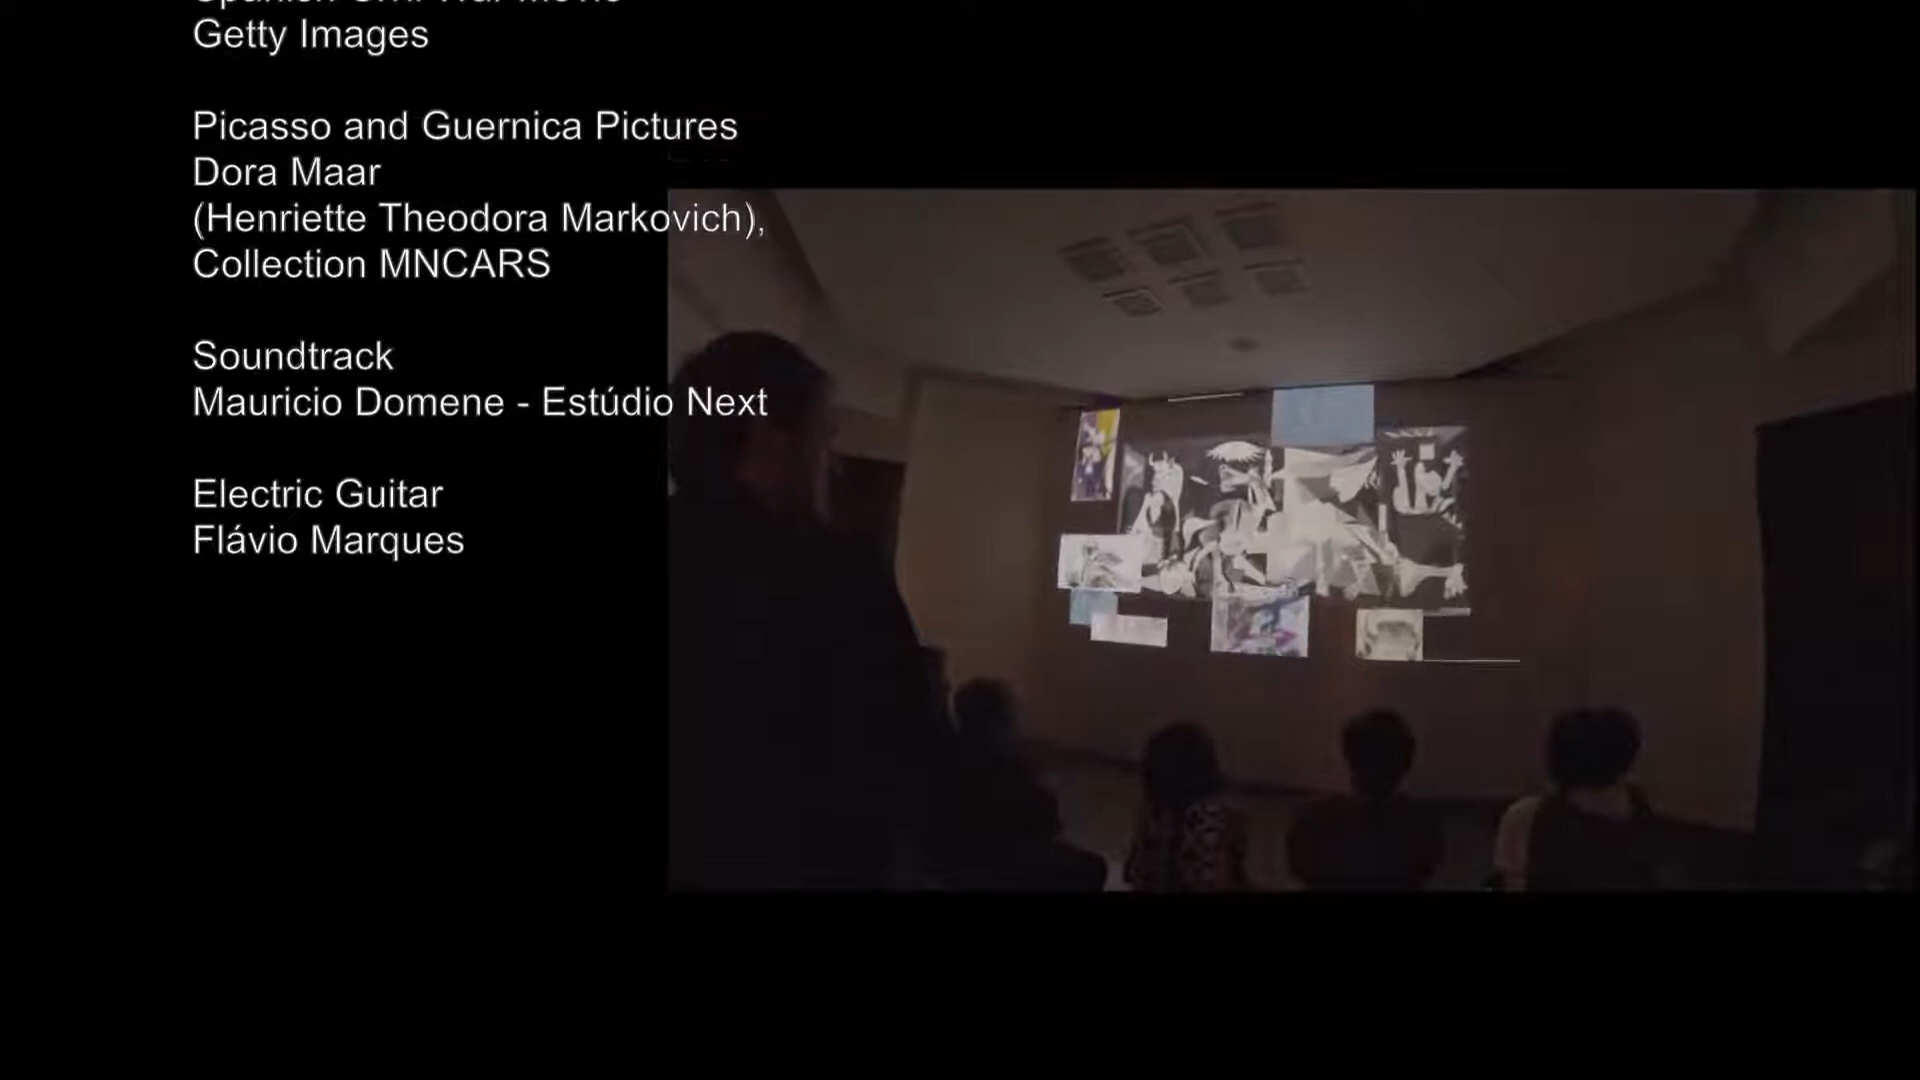 Getty Images
Picasso and Guernica Pictures
Dora Maar
(Henriette Theodora Markovich),
Collection MNCARS
Soundtrack
Mauricio Domene - Estúdio Next
Electric Guitar
Flávio Marques